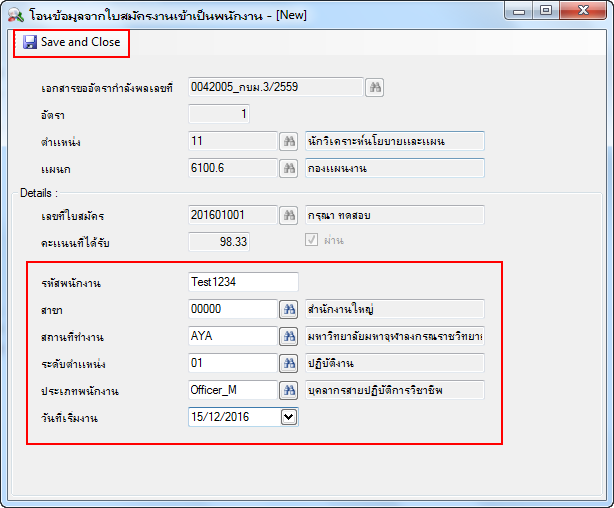 โอนข้อมูลจากใบสมัครงานเข้าเป็นพนักงาน - [New]
Save and Close
เอกสารขออัตรากำลังพลเลขที่ 0042005_กบม.3/2559
อัตรา 1
ตำแหน่ง 11 นักวิเคราะห์นโยบายและแผน
แผนก 6100.6 กองแผนงาน
Details :
เลขที่ใบสมัคร 201601001 กรุณา ทดสอบ
คะแนนที่ได้รับ 98.33 ผ่าน
รหัสพนักงาน Test1234
สาขา 00000 สำนักงานใหญ่
สถานที่ทำงาน AYA มหาวิทยาลัยมหาจุฬาลงกรณราชวิทยาลั
ระดับตำแหน่ง 01 ปฏิบัติงาน
ประเภทพนักงาน Officer_M บุคลากรสายปฏิบัติการวิชาชีพ
วันที่เริ่มงาน 15/12/2016